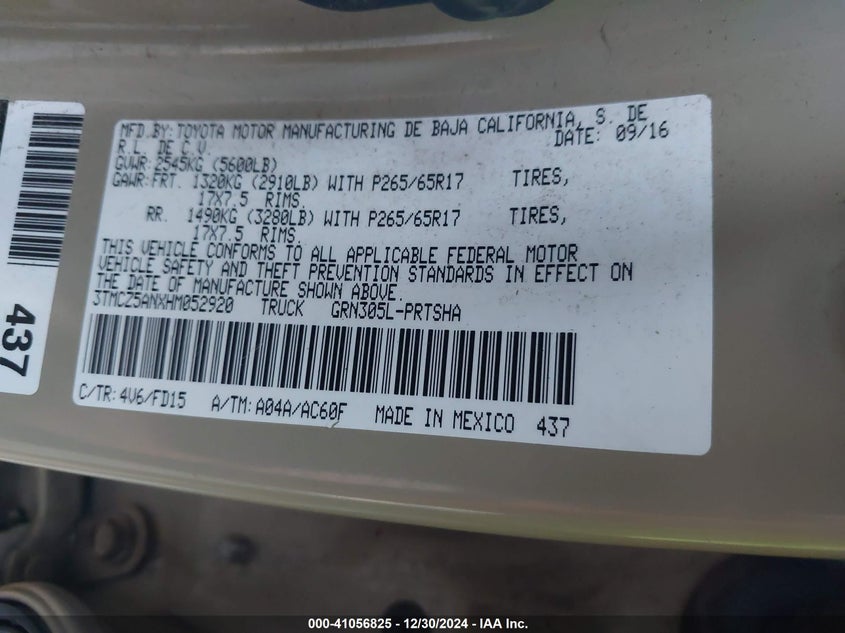 MFD.BY:TOYOTA MOTOR MANUFACTURING DE BAJA CALIFORNIA, S. DE
R.L. DE C.V. DATE: 09/16
GVWR:2545KG (5600LB)
GAWR:FRT. 1320KG (2910LB) WITH P265/65R17 TIRES,
17X7.5 RIMS.
RR. 1490KG (3280LB) WITH P265/65R17 TIRES,
17X7.5 RIMS.
THIS VEHICLE CONFORMS TO ALL APPLICABLE FEDERAL MOTOR
VEHICLE SAFETY AND THEFT PREVENTION STANDARDS IN EFFECT ON
THE DATE OF MANUFACTURE SHOWN ABOVE.
3TMCZ5ANXHM052920 TRUCK GRN305L-PRTSHA
C/TR:4V6/FD15 A/TM:A04A/AC60F MADE IN MEXICO 437
437
000-41056825 - 12/30/2024 - IAA Inc.